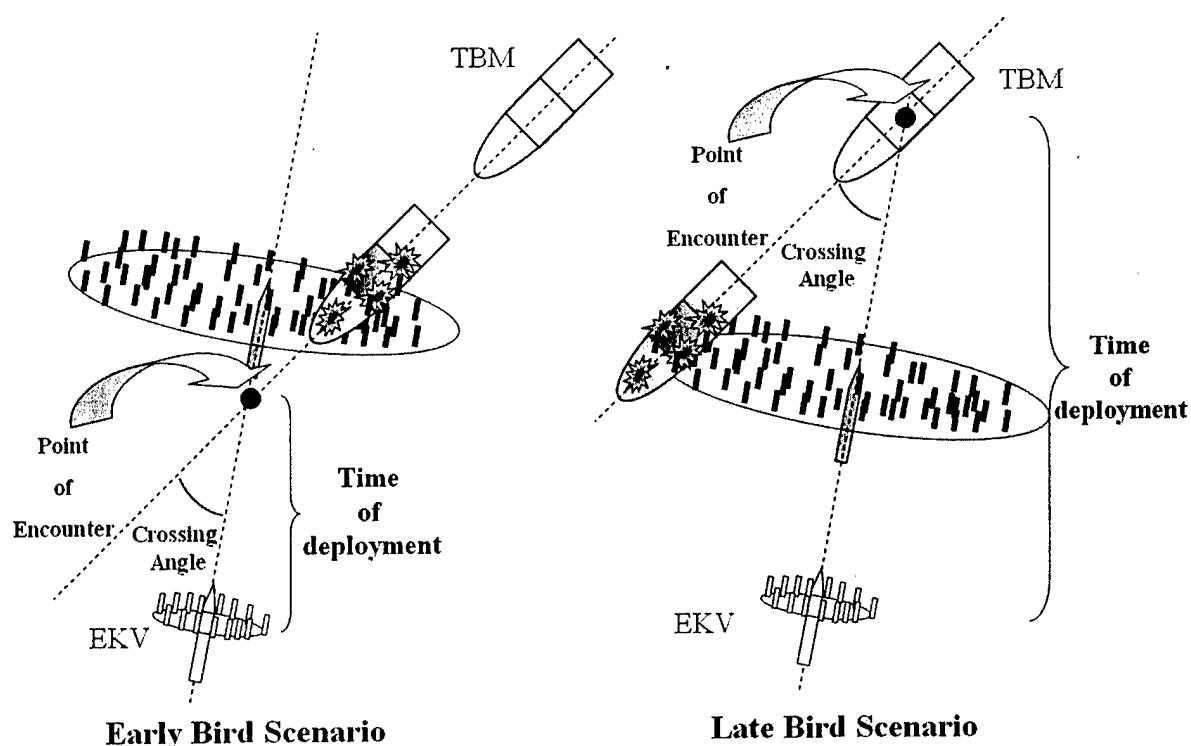 TBM
Point
of
Encounter
Crossing
Angle
Time
of
deployment
EKV
Early Bird Scenario
TBM
Point
of
Encounter
Crossing
Angle
Time
of
deployment
EKV
Late Bird Scenario